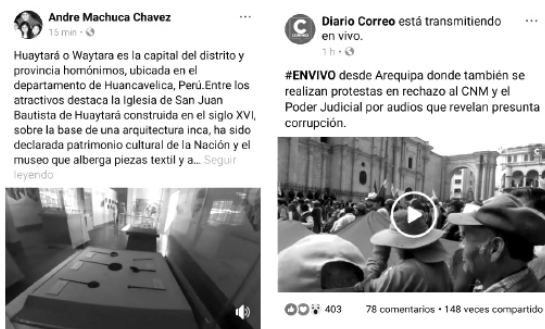 Andre Machuca Chavez
15 min
Huaytará o Waytara es la capital del distrito y
provincia homónimos, ubicada en el
departamento de Huancavelica, Perú.Entre los
atractivos destaca la Iglesia de San Juan
Bautista de Huaytará construida en el siglo XVI,
sobre la base de una arquitectura inca, ha sido
declarada patrimonio cultural de la Nación y el
museo que alberga piezas textil y a... Seguir
leyendo
Diario Correo está transmitiendo
en vivo.
1 h
#ENVIVO desde Arequipa donde también se
realizan protestas en rechazo al CNM y el
Poder Judicial por audios que revelan presunta
corrupción.
403 78 comentarios • 148 veces compartido